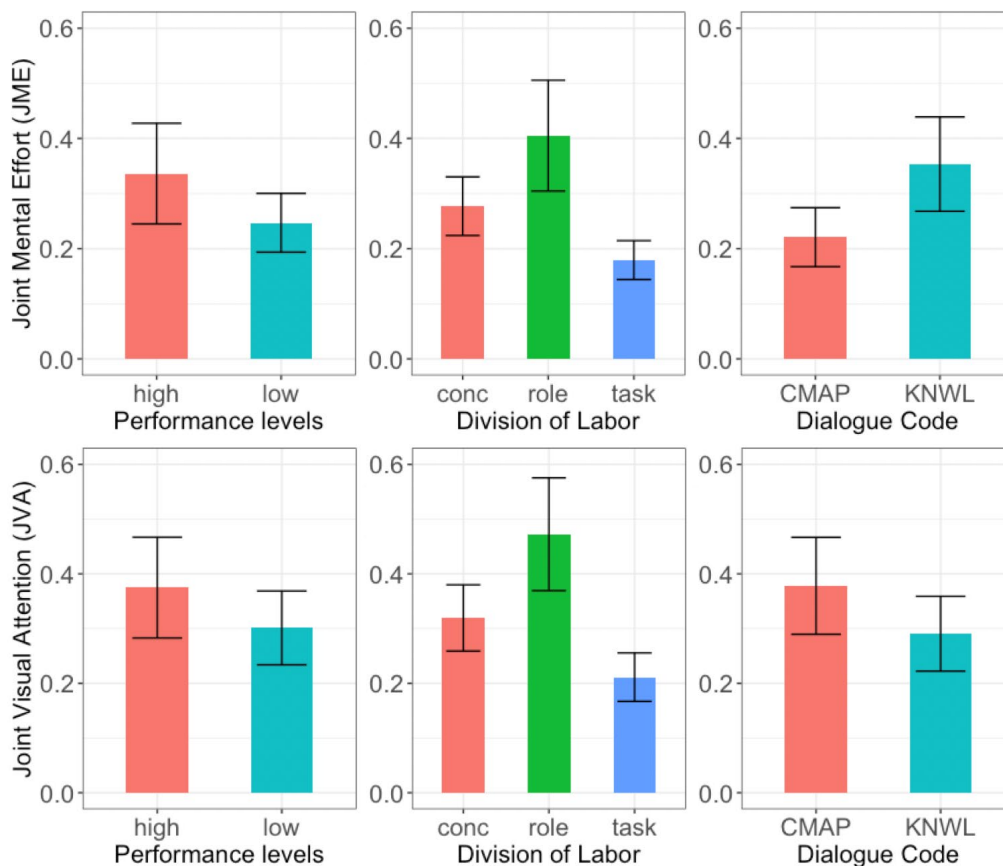 Joint Mental Effort (JME)
0.6
0.4
0.2
0.0
high low
Performance levels
0.6
0.4
0.2
0.0
conc role task
Division of Labor
0.6
0.4
0.2
0.0
CMAP KNWL
Dialogue Code
Joint Visual Attention (JVA)
0.6
0.4
0.2
0.0
high low
Performance levels
0.6
0.4
0.2
0.0
conc role task
Division of Labor
0.6
0.4
0.2
0.0
CMAP KNWL
Dialogue Code